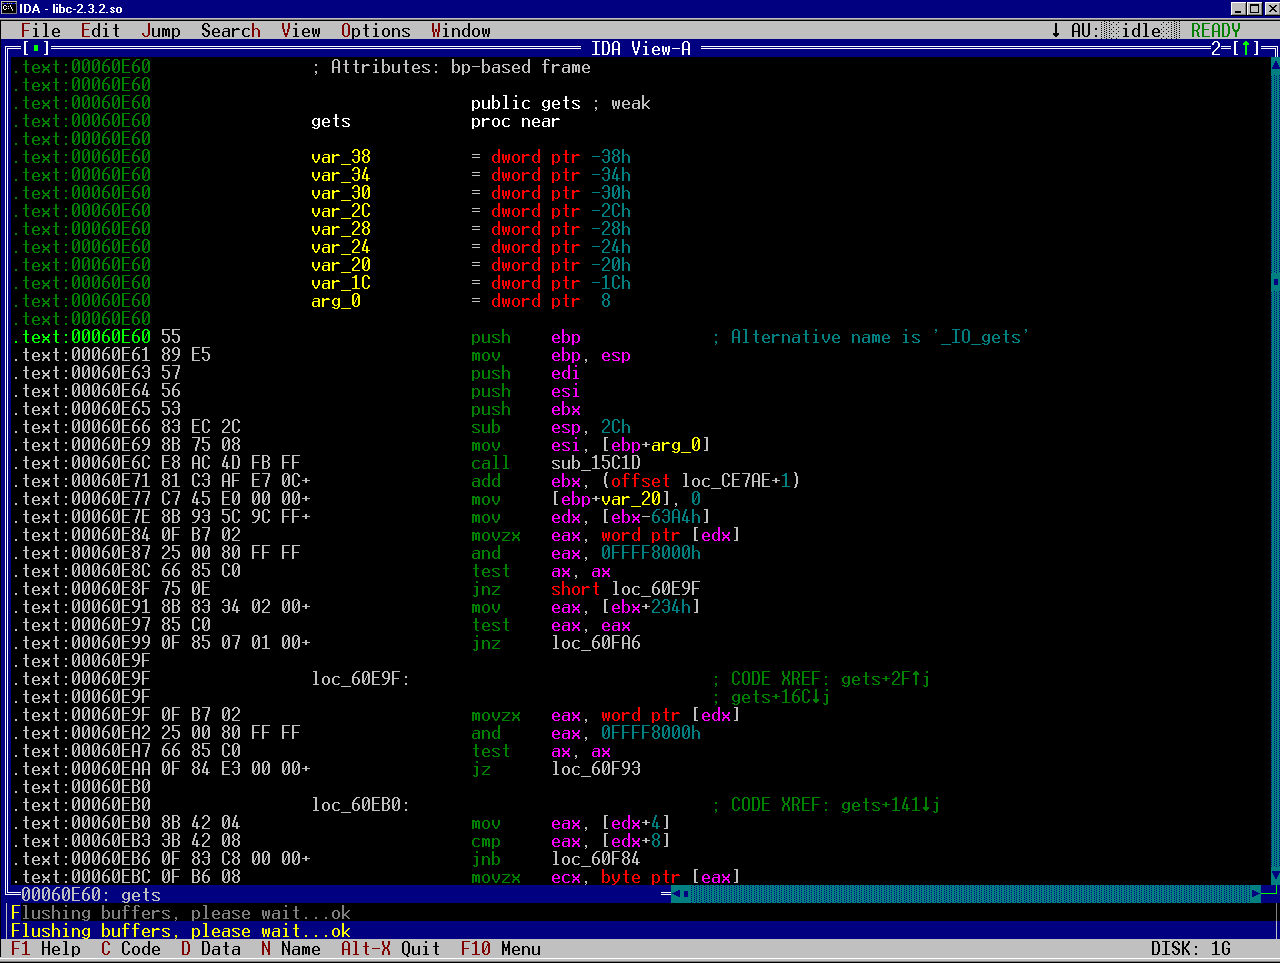 IDA - libc-2.3.2.so
File Edit Jump Search View Options Window ↓ AU: idle READY
[▪] IDA View-A 2-[↑]
.text:00060E60 ; Attributes: bp-based frame
.text:00060E60
.text:00060E60 public gets ; weak
.text:00060E60 gets proc near
.text:00060E60
.text:00060E60 var_38 = dword ptr -38h
.text:00060E60 var_34 = dword ptr -34h
.text:00060E60 var_30 = dword ptr -30h
.text:00060E60 var_2C = dword ptr -2Ch
.text:00060E60 var_28 = dword ptr -28h
.text:00060E60 var_24 = dword ptr -24h
.text:00060E60 var_20 = dword ptr -20h
.text:00060E60 var_1C = dword ptr -1Ch
.text:00060E60 arg_0 = dword ptr 8
.text:00060E60
.text:00060E60 55 push ebp ; Alternative name is '_IO_gets'
.text:00060E61 89 E5 mov ebp, esp
.text:00060E63 57 push edi
.text:00060E64 56 push esi
.text:00060E65 53 push ebx
.text:00060E66 83 EC 2C sub esp, 2Ch
.text:00060E69 8B 75 08 mov esi, [ebp+arg_0]
.text:00060E6C E8 AC 4D FB FF call sub_15C1D
.text:00060E71 81 C3 AF E7 0C+ add ebx, (offset loc_CE7AE+1)
.text:00060E77 C7 45 E0 00 00+ mov [ebp+var_20], 0
.text:00060E7E 8B 93 5C 9C FF+ mov edx, [ebx-63A4h]
.text:00060E84 0F B7 02 movzx eax, word ptr [edx]
.text:00060E87 25 00 80 FF FF and eax, 0FFFF8000h
.text:00060E8C 66 85 C0 test ax, ax
.text:00060E8F 75 0E jnz short loc_60E9F
.text:00060E91 8B 83 34 02 00+ mov eax, [ebx+234h]
.text:00060E97 85 C0 test eax, eax
.text:00060E99 0F 85 07 01 00+ jnz loc_60FA6
.text:00060E9F
.text:00060E9F loc_60E9F: ; CODE XREF: gets+2F↑j
.text:00060E9F ; gets+16C↓j
.text:00060E9F 0F B7 02 movzx eax, word ptr [edx]
.text:00060EA2 25 00 80 FF FF and eax, 0FFFF8000h
.text:00060EA7 66 85 C0 test ax, ax
.text:00060EAA 0F 84 E3 00 00+ jz loc_60F93
.text:00060EB0
.text:00060EB0 loc_60EB0: ; CODE XREF: gets+141↓j
.text:00060EB0 8B 42 04 mov eax, [edx+4]
.text:00060EB3 3B 42 08 cmp eax, [edx+8]
.text:00060EB6 0F 83 C8 00 00+ jnb loc_60F84
.text:00060EBC 0F B6 08 movzx ecx, byte ptr [eax]
00060E60: gets
Flushing buffers, please wait...ok
Flushing buffers, please wait...ok
F1 Help C Code D Data N Name Alt-X Quit F10 Menu DISK: 1G